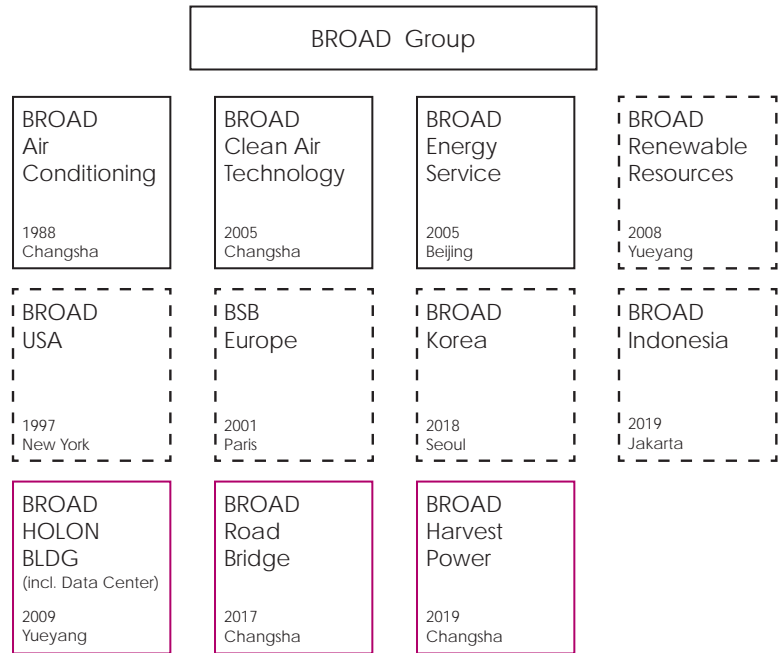 BROAD Group
BROAD
Air
Conditioning
1988
Changsha
BROAD
Clean Air
Technology
2005
Changsha
BROAD
Energy
Service
2005
Beijing
BROAD
Renewable
Resources
2008
Yueyang
BROAD
USA
1997
New York
BSB
Europe
2001
Paris
BROAD
Korea
2018
Seoul
BROAD
Indonesia
2019
Jakarta
BROAD
HOLON
BLDG
(incl. Data Center)
2009
Yueyang
BROAD
Road
Bridge
2017
Changsha
BROAD
Harvest
Power
2019
Changsha